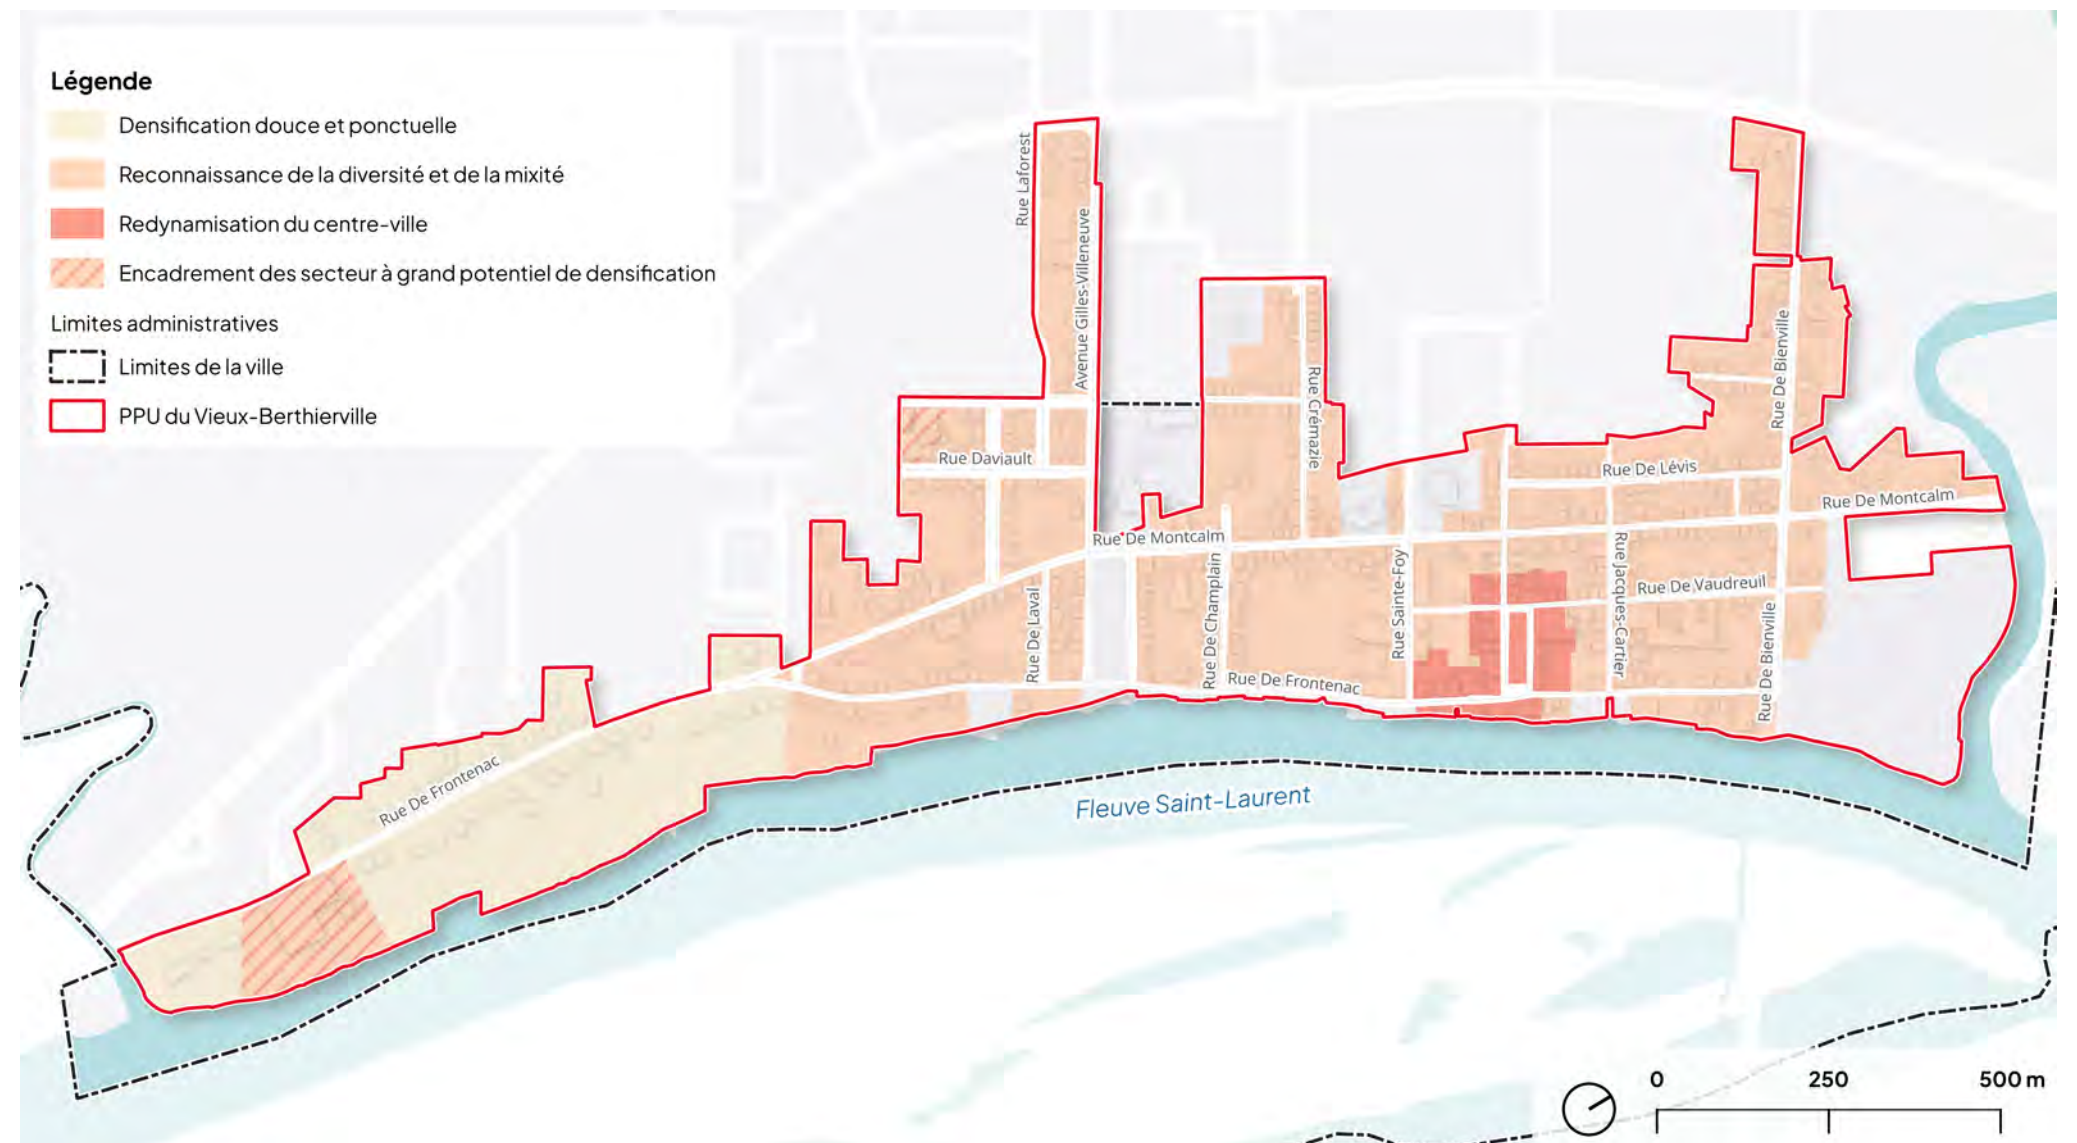 Légende
Densification douce et ponctuelle
Reconnaissance de la diversité et de la mixité
Redynamisation du centre-ville
Encadrement des secteur à grand potentiel de densification
Limites administratives
Limites de la ville
PPU du Vieux-Berthierville
Rue Laforest
Avenue Gilles-Villeneuve
Rue Crémazie
Rue De Bienville
Rue Daviault
Rue De Lévis
Rue De Montcalm
Rue De Montcalm
Rue De Laval
Rue De Champlain
Rue Sainte-Foy
Rue Jacques-Cartier
Rue De Vaudreuil
Rue De Bienville
Rue De Frontenac
Rue De Frontenac
Fleuve Saint-Laurent
0 250 500 m